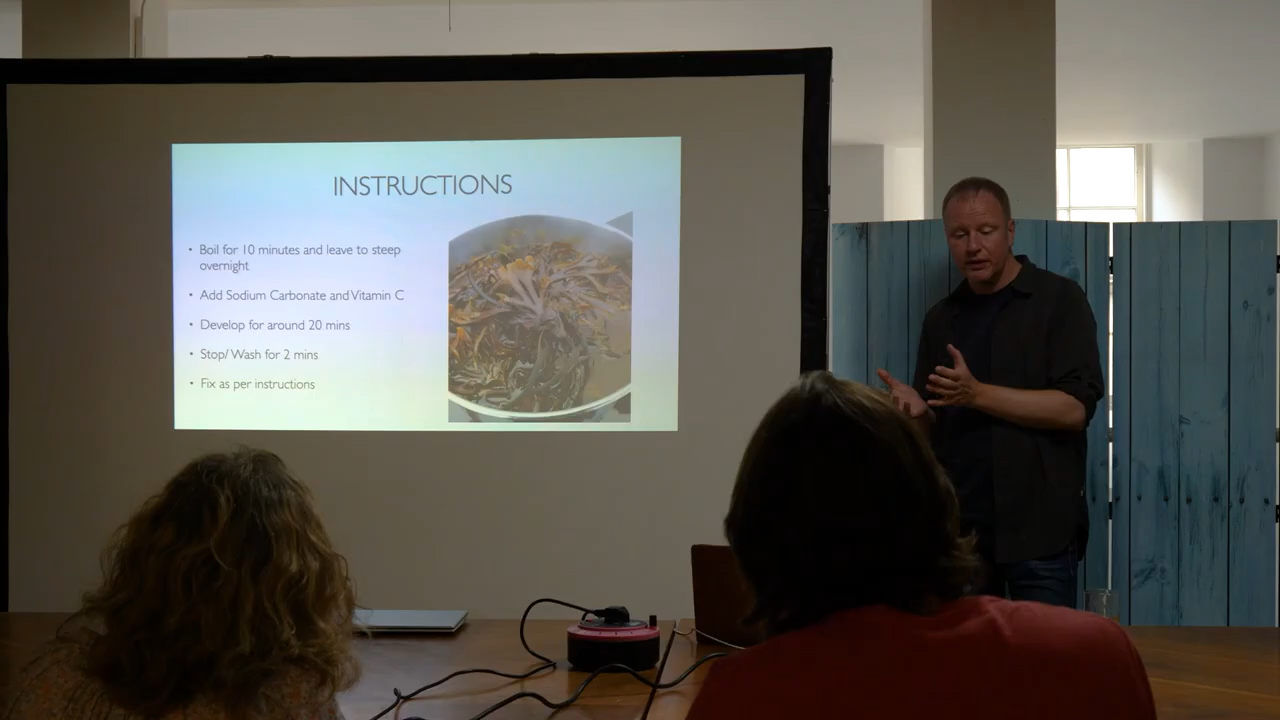 INSTRUCTIONS
• Boil for 10 minutes and leave to steep
overnight
• Add Sodium Carbonate and Vitamin C
• Develop for around 20 mins
• Stop/ Wash for 2 mins
• Fix as per instructions